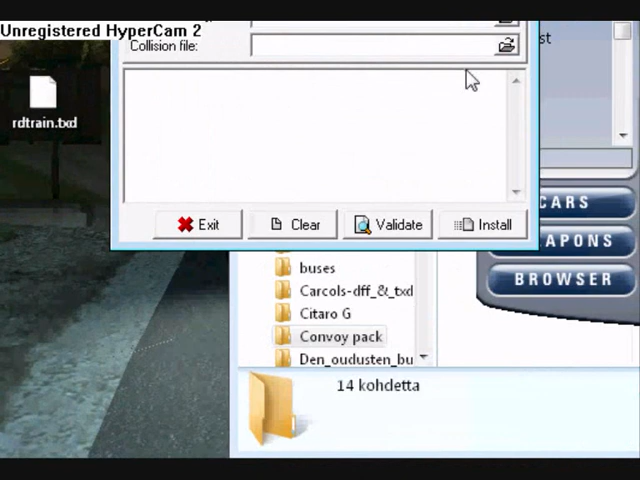 Unregistered HyperCam 2
Collision file:
rdtrain.txd
Exit
Clear
Validate
Install
CARS
APONS
BROWSER
buses
Carcols-dff_&_txd
Citaro G
Convoy pack
Den_oudusten_bu
14 kohdetta